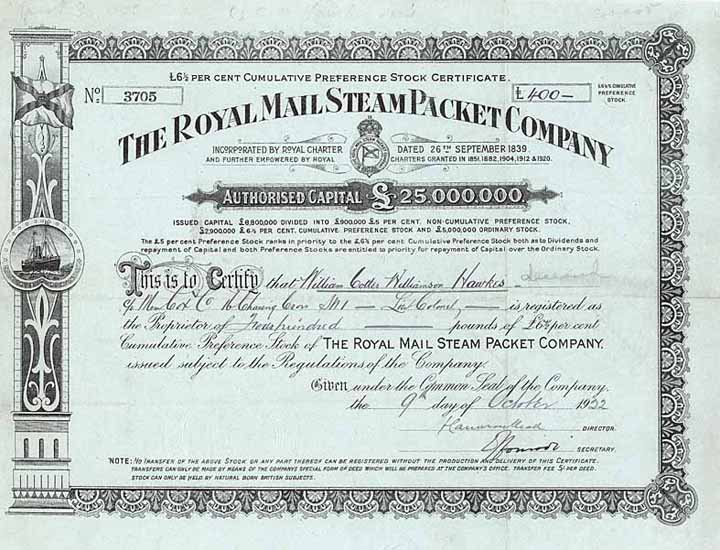 £6½ PER CENT CUMULATIVE PREFERENCE STOCK CERTIFICATE.
No. 3705
£400—
£6½% CUMULATIVE
PREFERENCE
STOCK.
THE ROYAL MAIL STEAM PACKET COMPANY
INCORPORATED BY ROYAL CHARTER DATED 26TH SEPTEMBER 1839.
AND FURTHER EMPOWERED BY ROYAL CHARTERS GRANTED IN 1851, 1882, 1904, 1912 & 1920.
AUTHORISED CAPITAL £25,000,000.
ISSUED CAPITAL £8,800,000 DIVIDED INTO £900,000 £5 PER CENT. NON-CUMULATIVE PREFERENCE STOCK,
£2,900,000 £6½ PER CENT. CUMULATIVE PREFERENCE STOCK AND £5,000,000 ORDINARY STOCK.
The £5 per cent Preference Stock ranks in priority to the £6½ per cent Cumulative Preference Stock both as to Dividends and
repayment of Capital and both Preference Stocks are entitled to priority for repayment of Capital over the Ordinary Stock.
This is to Certify that William Cotter Williamson Hawkes Deceased
c/o Cox & Co Charing Cross — Lieut Colonel, — is registered as
the Proprietor of Four hundred — pounds of £6½ per cent
Cumulative Preference Stock of THE ROYAL MAIL STEAM PACKET COMPANY,
issued subject to the Regulations of the Company.
Given under the Common Seal of the Company,
the 9th day of October 1922
DIRECTOR.
SECRETARY.
NOTE: NO TRANSFER OF THE ABOVE STOCK OR ANY PART THEREOF CAN BE REGISTERED WITHOUT THE PRODUCTION AND DELIVERY OF THIS CERTIFICATE.
TRANSFERS CAN ONLY BE MADE BY MEANS OF THE COMPANY'S SPECIAL FORM OF DEED WHICH WILL BE PREPARED AT THE COMPANY'S OFFICE. TRANSFER FEE 5/- PER DEED.
STOCK CAN ONLY BE HELD BY NATURAL BORN BRITISH SUBJECTS.